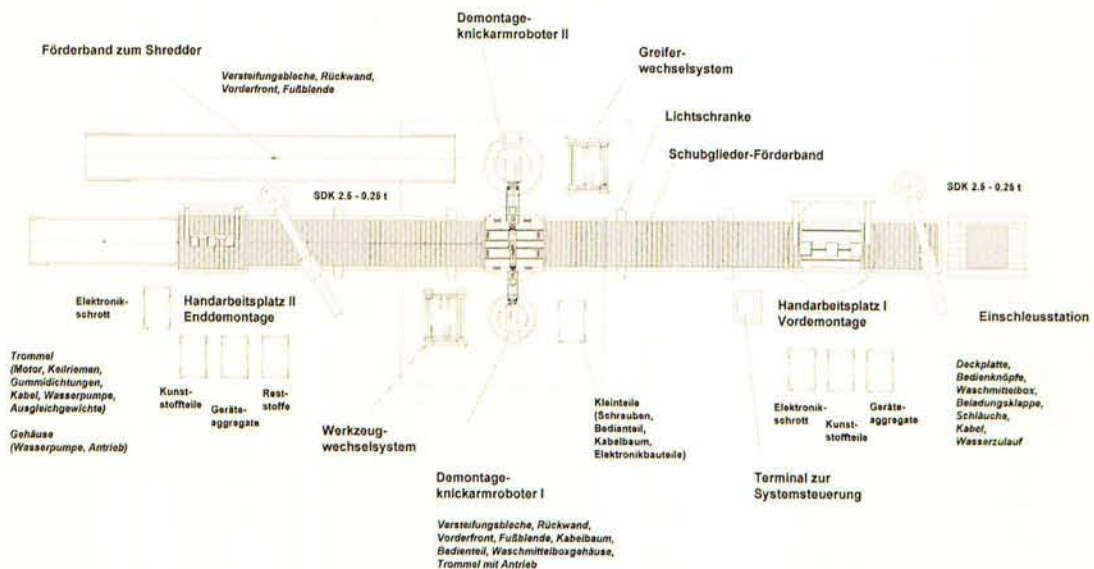 Demontage-
knickarmroboter II
Förderband zum Shredder
Greifer-
wechselsystem
Versteifungsbleche, Rückwand,
Vorderfront, Fußblende
Lichtschranke
Schubglieder-Förderband
SDK 2.5 - 0.25 t
SDK 2.5 - 0.25 t
Elektronik-
schrott
Handarbeitsplatz II
Enddemontage
Handarbeitsplatz I
Vordemontage
Einschleusstation
Trommel
(Motor, Keilriemen,
Gummidichtungen,
Kabel, Wasserpumpe,
Ausgleichgewichte)
Gehäuse
(Wasserpumpe, Antrieb)
Kunst-
stoffteile
Geräte-
aggregate
Rest-
stoffe
Werkzeug-
wechselsystem
Kleinteile
(Schrauben,
Bedienteil,
Kabelbaum,
Elektronikbauteile)
Elektronik-
schrott
Kunst-
stoffteile
Geräte-
aggregate
Deckplatte,
Bedienknöpfe,
Waschmittelbox,
Beladungsklappe,
Schläuche,
Kabel,
Wasserzulauf
Demontage-
knickarmroboter I
Terminal zur
Systemsteuerung
Versteifungsbleche, Rückwand,
Vorderfront, Fußblende, Kabelbaum,
Bedienteil, Waschmittelboxgehäuse,
Trommel mit Antrieb